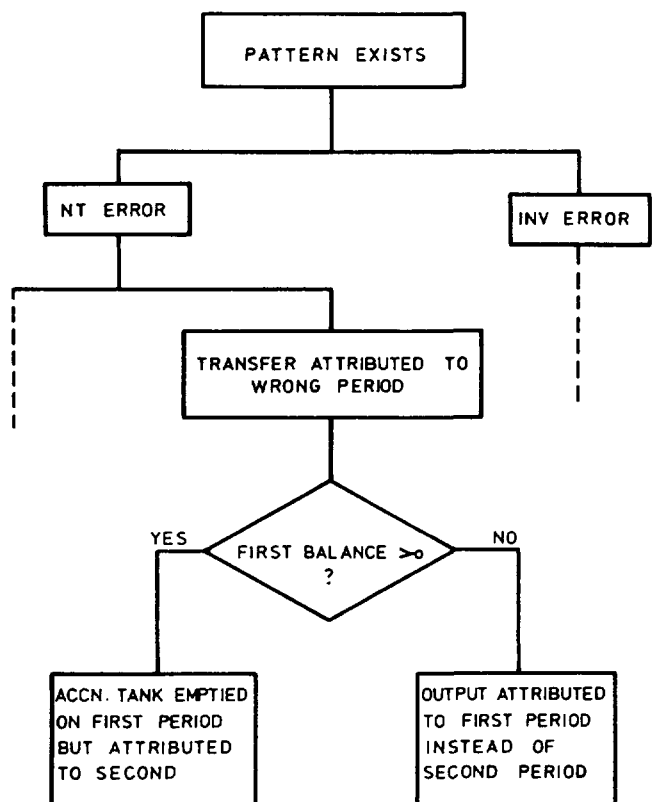 PATTERN EXISTS
NT ERROR
INV ERROR
TRANSFER ATTRIBUTED TO
WRONG PERIOD
YES
FIRST BALANCE >o
?
NO
ACCN. TANK EMPTIED
ON FIRST PERIOD
BUT ATTRIBUTED
TO SECOND
OUTPUT ATTRIBUTED
TO FIRST PERIOD
INSTEAD OF
SECOND PERIOD